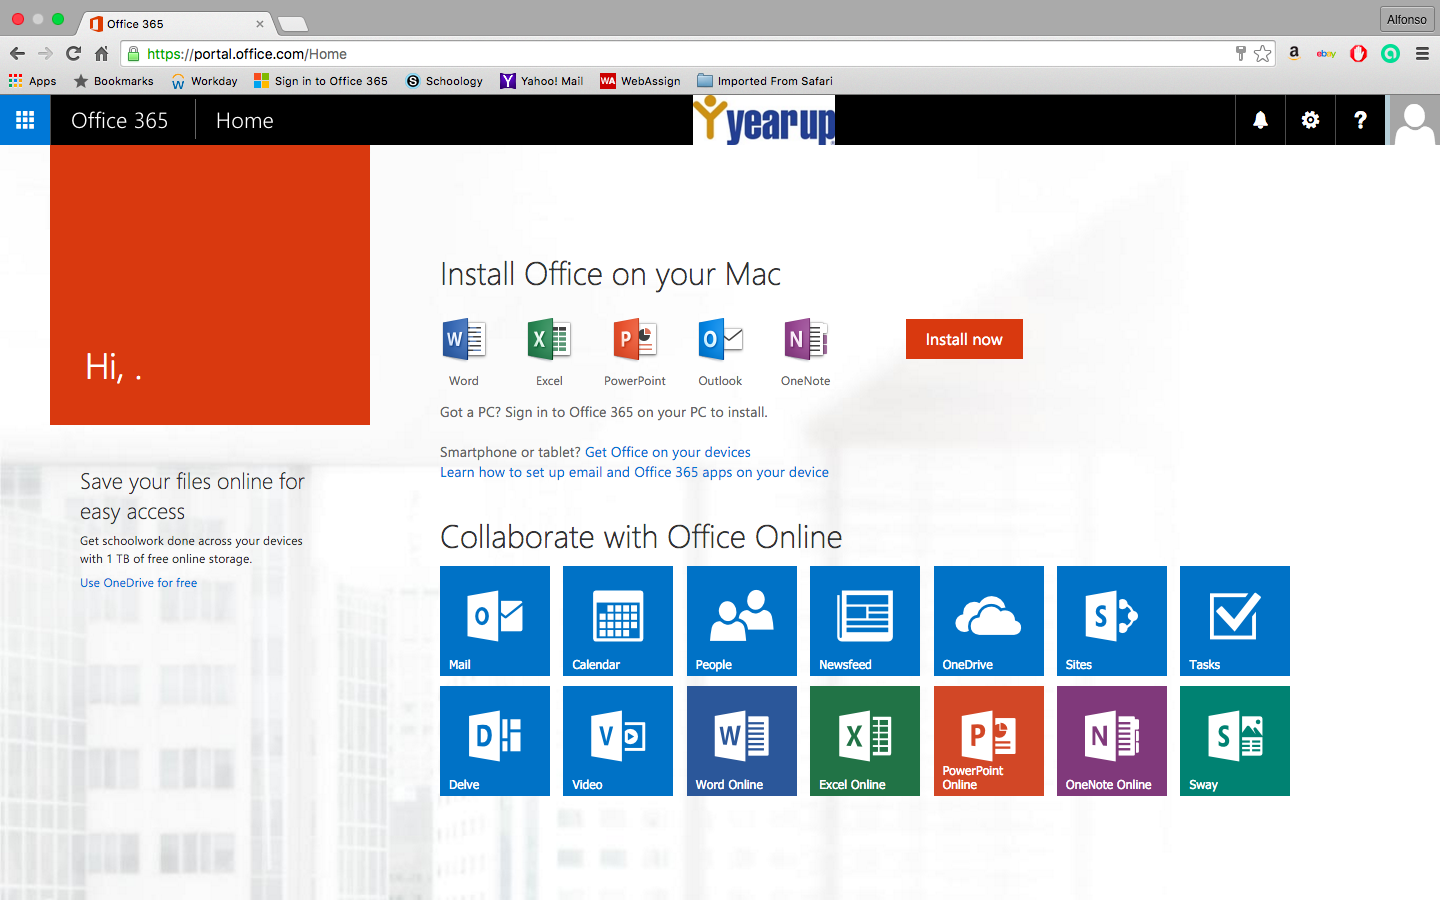 Office 365
Alfonso
https://portal.office.com/Home
a
ebay
a
Apps
Bookmarks
W Workday
Sign in to Office 365
S Schoology
Y Yahoo! Mail
WA WebAssign
Imported From Safari
Office 365
Home
yearup
?
Hi, .
Install Office on your Mac
W
X
P
O
N
Install now
Word
Excel
PowerPoint
Outlook
OneNote
Got a PC? Sign in to Office 365 on your PC to install.
Smartphone or tablet? Get Office on your devices
Learn how to set up email and Office 365 apps on your device
Save your files online for
easy access
Get schoolwork done across your devices
with 1 TB of free online storage.
Use OneDrive for free
Collaborate with Office Online
O
Mail
Calendar
People
Newsfeed
OneDrive
S
Sites
Tasks
D
Delve
V
Video
W
Word Online
X
Excel Online
P
PowerPoint
Online
N
OneNote Online
S
Sway